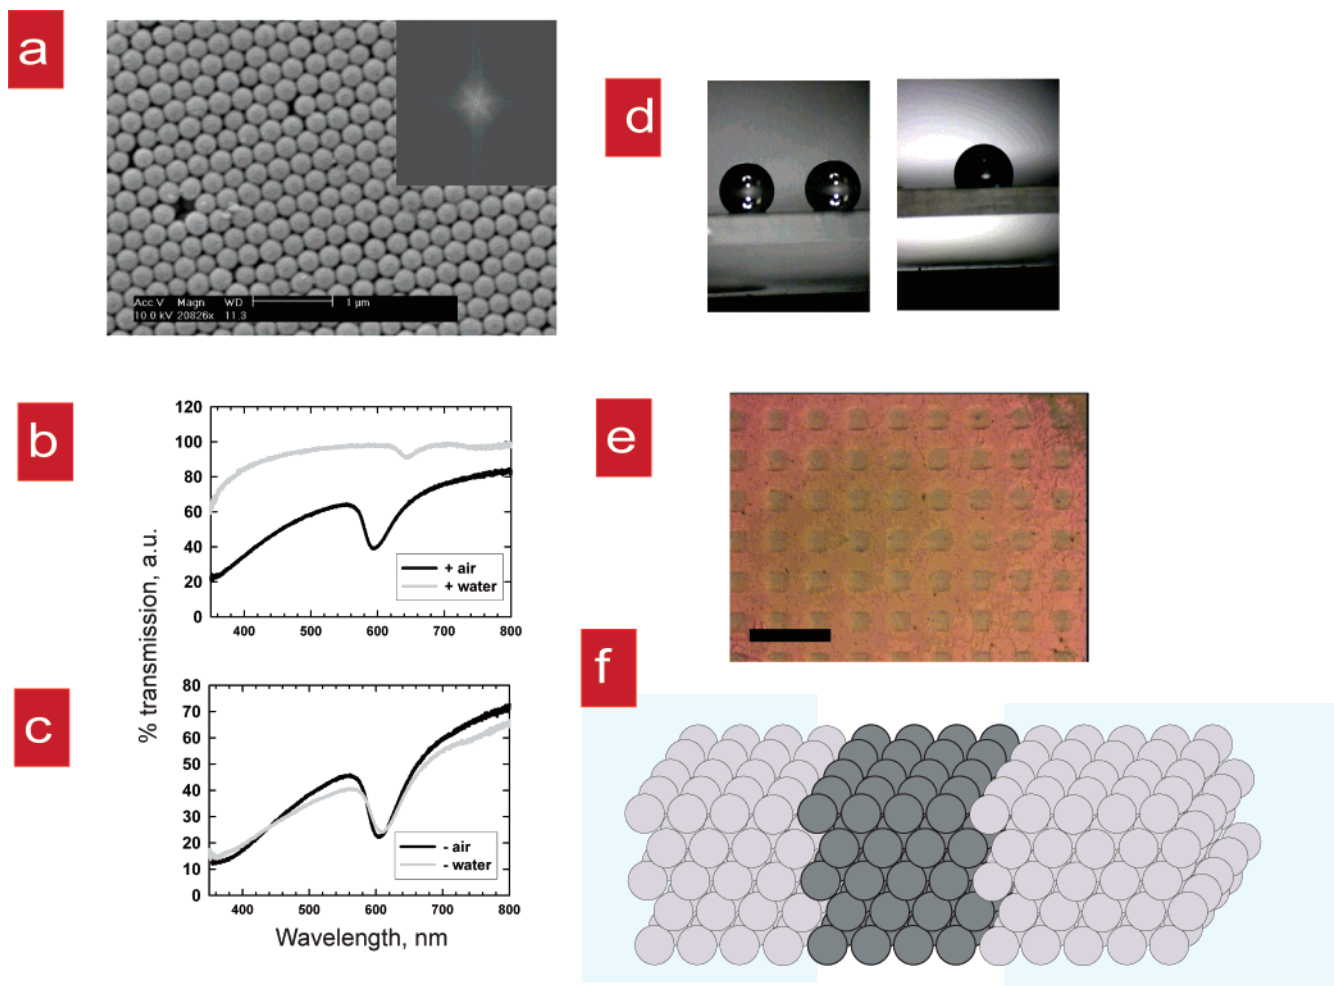 a
Acc.V Magn WD 1 µm
10.0 kV 20826x 11.3
d
b
% transmission, a.u.
120
100
80
60
40
20
0
400 500 600 700 800
+ air
+ water
c
80
70
60
50
40
30
20
10
0
400 500 600 700 800
- air
- water
Wavelength, nm
e
f